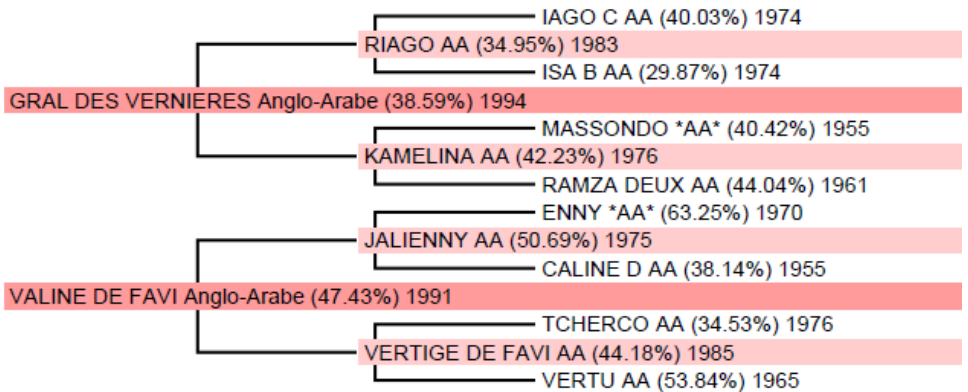 IAGO C AA (40.03%) 1974
RIAGO AA (34.95%) 1983
ISA B AA (29.87%) 1974
GRAL DES VERNIERES Anglo-Arabe (38.59%) 1994
MASSONDO *AA* (40.42%) 1955
KAMELINA AA (42.23%) 1976
RAMZA DEUX AA (44.04%) 1961
ENNY *AA* (63.25%) 1970
JALIENNY AA (50.69%) 1975
CALINE D AA (38.14%) 1955
VALINE DE FAVI Anglo-Arabe (47.43%) 1991
TCHERCO AA (34.53%) 1976
VERTIGE DE FAVI AA (44.18%) 1985
VERTU AA (53.84%) 1965